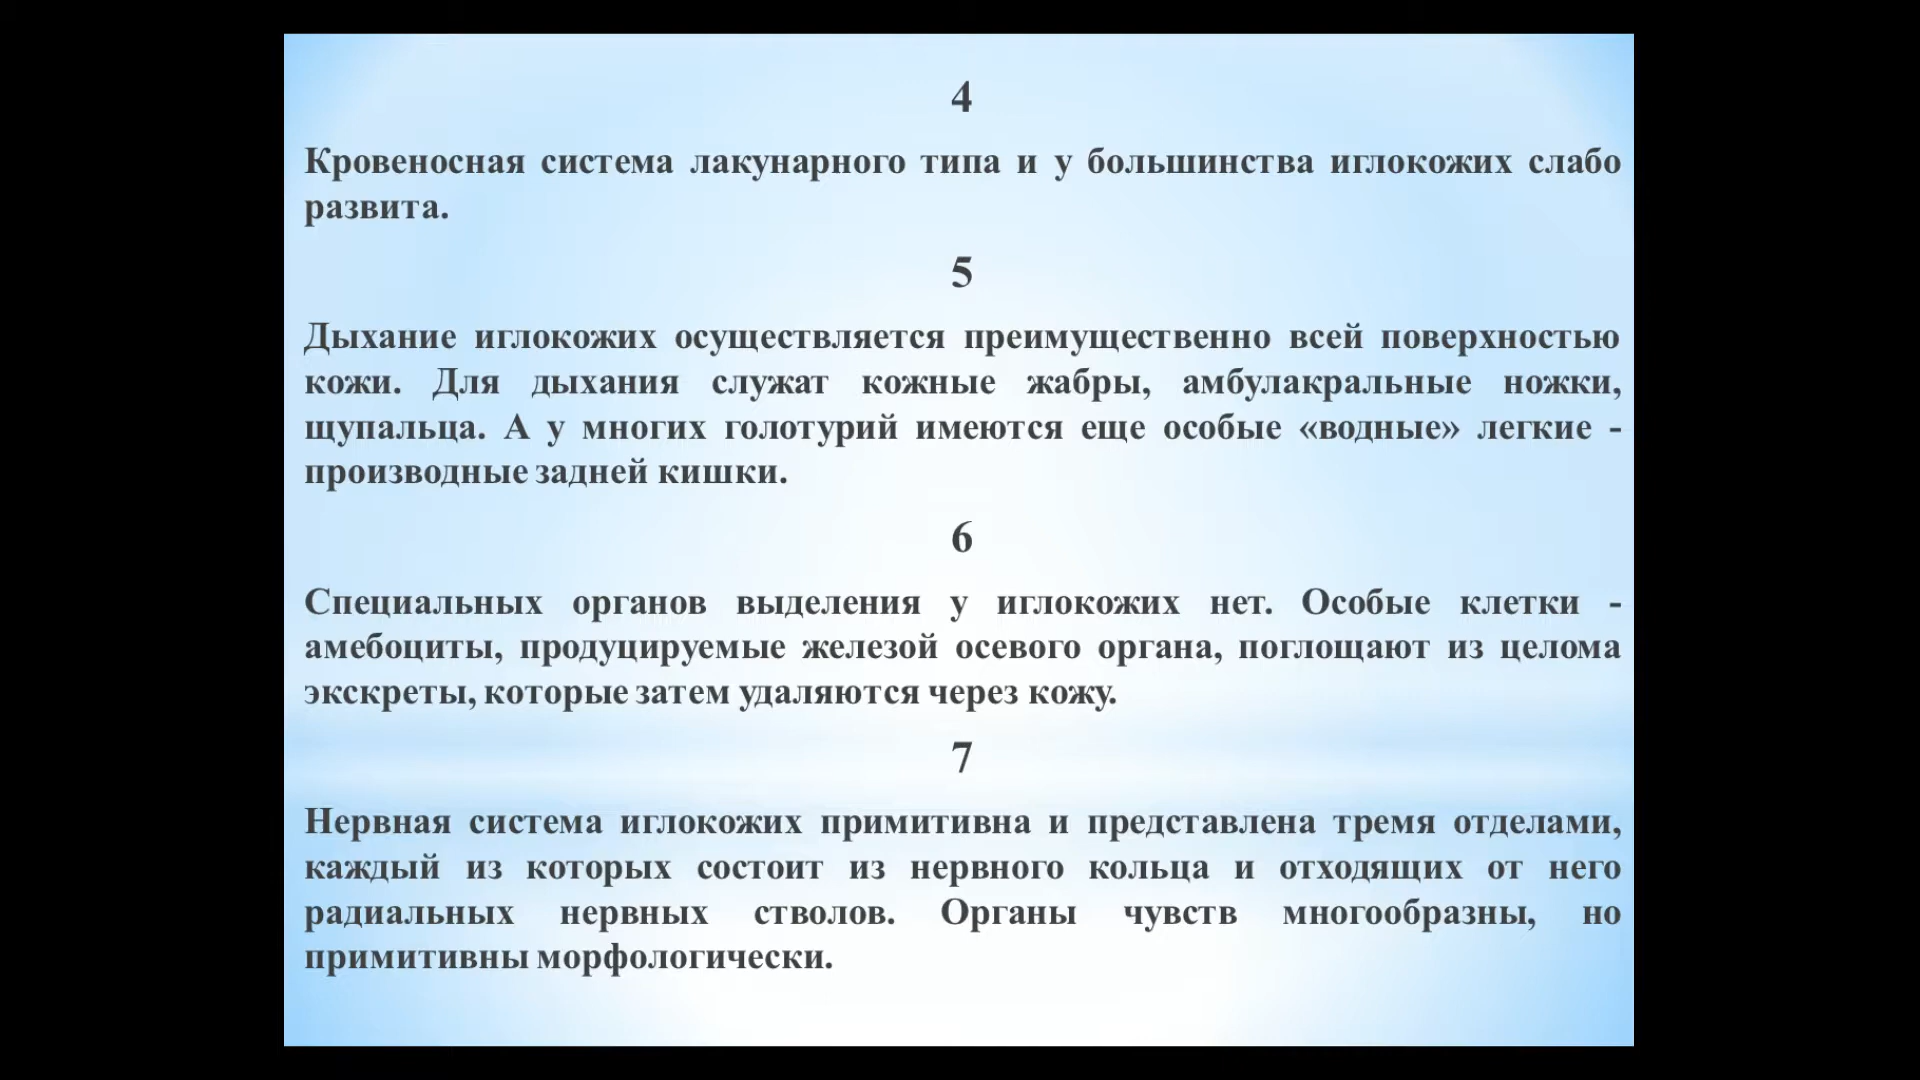 4
Кровеносная система лакунарного типа и у большинства иглокожих слабо
развита.
5
Дыхание иглокожих осуществляется преимущественно всей поверхностью
кожи. Для дыхания служат кожные жабры, амбулакральные ножки,
щупальца. А у многих голотурий имеются еще особые «водные» легкие -
производные задней кишки.
6
Специальных органов выделения у иглокожих нет. Особые клетки -
амебоциты, продуцируемые железой осевого органа, поглощают из целома
экскреты, которые затем удаляются через кожу.
7
Нервная система иглокожих примитивна и представлена тремя отделами,
каждый из которых состоит из нервного кольца и отходящих от него
радиальных нервных стволов. Органы чувств многообразны, но
примитивны морфологически.